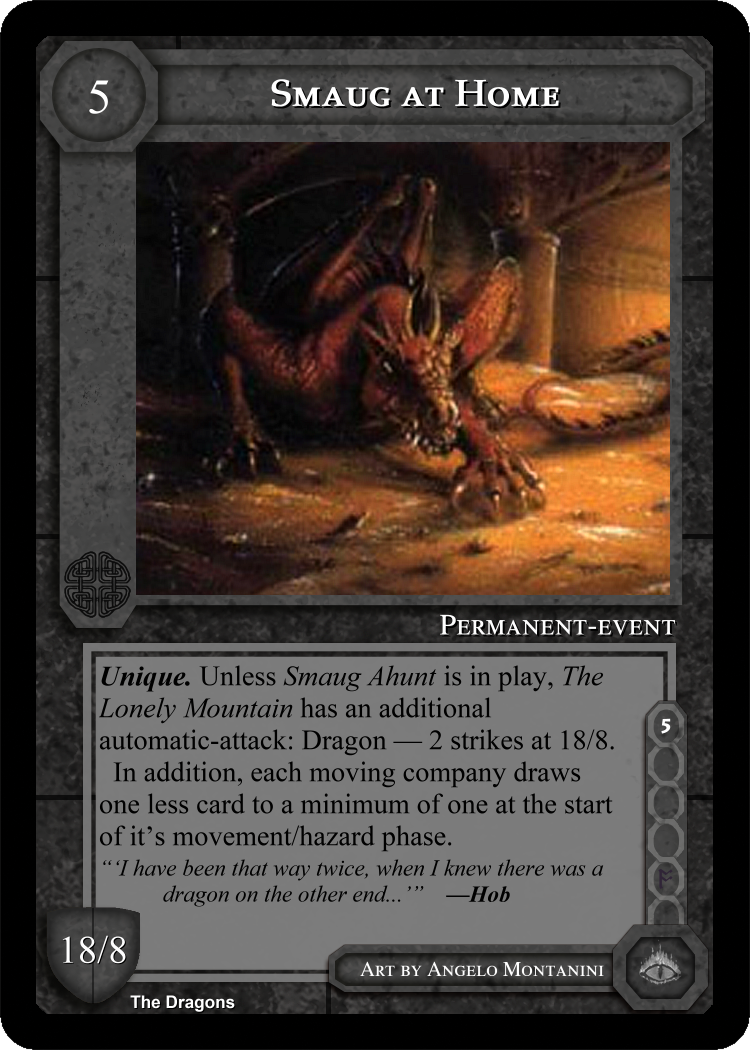 5
SMAUG AT HOME
PERMANENT-EVENT
Unique. Unless Smaug Ahunt is in play, The
Lonely Mountain has an additional
automatic-attack: Dragon — 2 strikes at 18/8.
In addition, each moving company draws
one less card to a minimum of one at the start
of it’s movement/hazard phase.
“‘I have been that way twice, when I knew there was a
dragon on the other end...’” —Hob
5
18/8
ART BY ANGELO MONTANINI
The Dragons